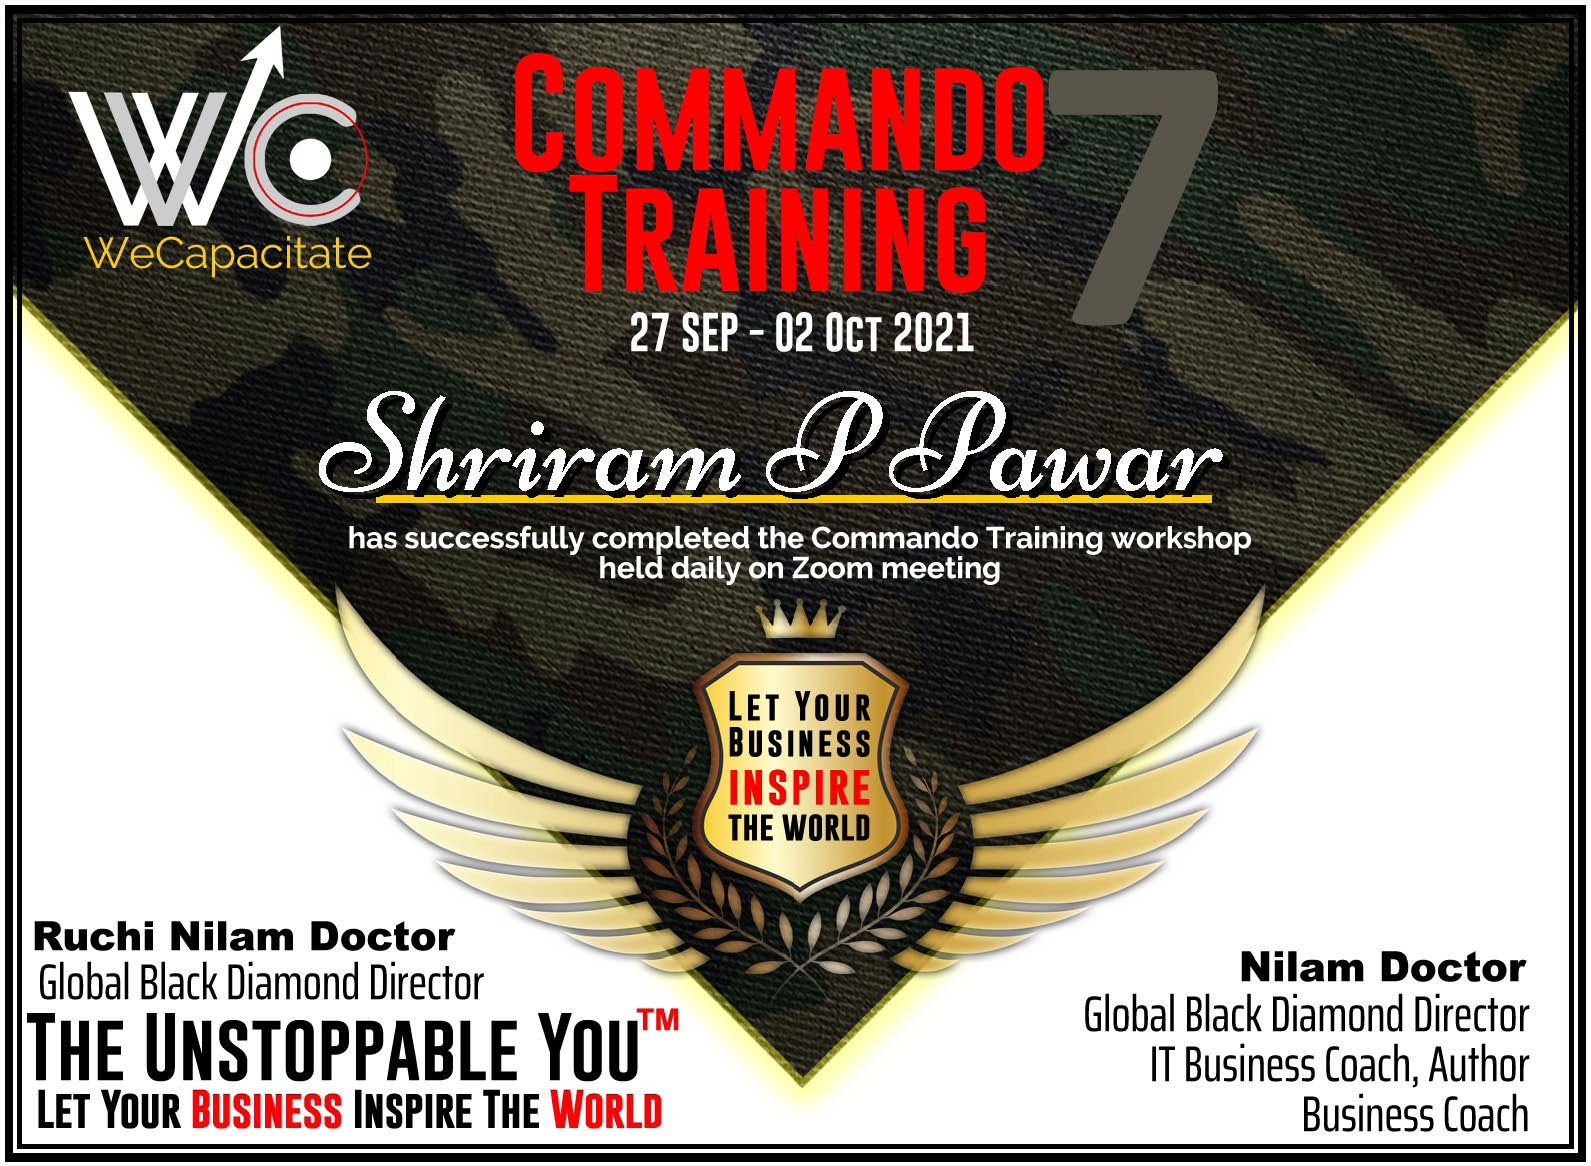 WC
WeCapacitate
COMMANDO 7
TRAINING
27 SEP - 02 OCT 2021
Shriram P Pawar
has successfully completed the Commando Training workshop
held daily on Zoom meeting
LET YOUR
BUSINESS
INSPIRE
THE WORLD
Ruchi Nilam Doctor
Global Black Diamond Director
THE UNSTOPPABLE YOU™
LET YOUR BUSINESS INSPIRE THE WORLD
Nilam Doctor
Global Black Diamond Director
IT Business Coach, Author
Business Coach